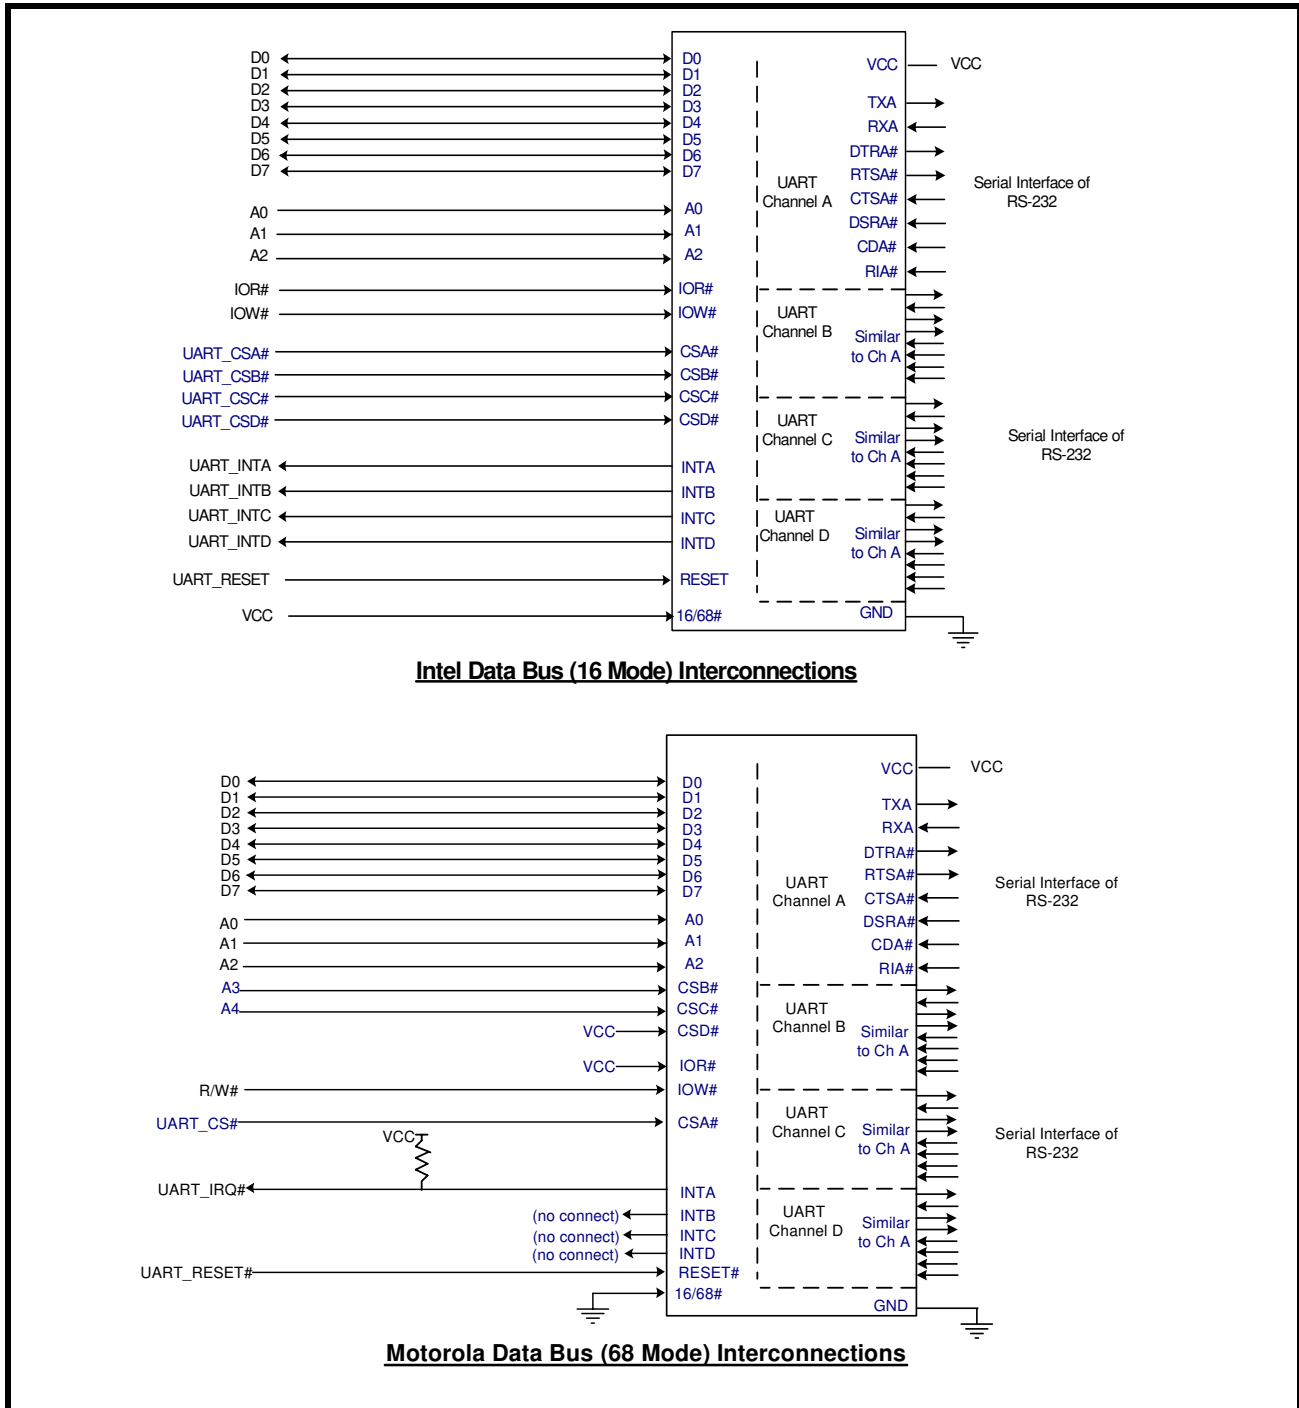 D0 D0 VCC VCC
D1 D1
D2 D2
D3 D3 TXA
D4 D4 RXA
D5 D5 DTRA#
D6 D6
D7 D7 RTSA#
UART
Channel A
Serial Interface of
RS-232
CTSA#
A0 A0 DSRA#
A1 A1
A2 A2 CDA#
RIA#
IOR# IOR#
IOW# IOW#
UART
Channel B
Similar
to Ch A
UART_CSA# CSA#
UART_CSB# CSB#
UART_CSC# CSC#
UART_CSD# CSD#
UART
Channel C
Similar
to Ch A
Serial Interface of
RS-232
UART_INTA INTA
UART_INTB INTB
UART_INTC INTC
UART_INTD INTD
UART
Channel D
Similar
to Ch A
UART_RESET RESET
VCC 16/68# GND
Intel Data Bus (16 Mode) Interconnections
VCC VCC
D0 D0
D1 D1
D2 D2 TXA
D3 D3 RXA
D4 D4 DTRA#
D5 D5
D6 D6 RTSA#
D7 D7
UART
Channel A
Serial Interface of
RS-232
CTSA#
A0 A0 DSRA#
A1 A1 CDA#
A2 A2 RIA#
A3 CSB#
A4 CSC#
VCC CSD#
UART
Channel B
Similar
to Ch A
VCC IOR#
R/W# IOW#
UART_CS# CSA#
UART
Channel C
Similar
to Ch A
Serial Interface of
RS-232
VCC
UART_IRQ# INTA
(no connect) INTB
(no connect) INTC
(no connect) INTD
UART
Channel D
Similar
to Ch A
UART_RESET# RESET#
16/68#
GND
Motorola Data Bus (68 Mode) Interconnections